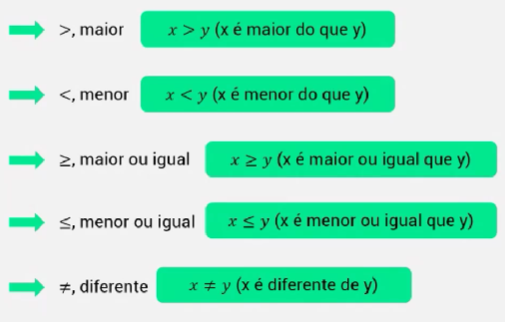 >, maior x > y (x é maior do que y)
<, menor x < y (x é menor do que y)
≥, maior ou igual x ≥ y (x é maior ou igual que y)
≤, menor ou igual x ≤ y (x é menor ou igual que y)
≠, diferente x ≠ y (x é diferente de y)